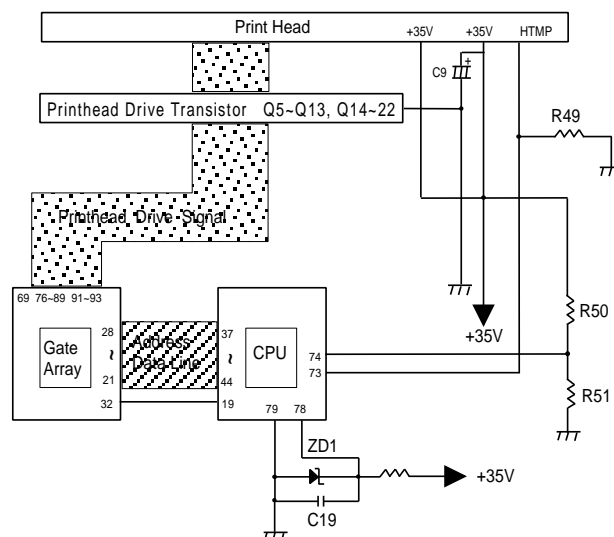 Print Head
+35V +35V HTMP
C9 +
Printhead Drive Transistor Q5~Q13, Q14~22
R49
Printhead Drive Signal
69 76~89 91~93
28
~
21
32
Gate
Array
Address
Data Line
37
~
44
19
CPU
74
73
79 78
+35V
R50
R51
ZD1
+35V
C19